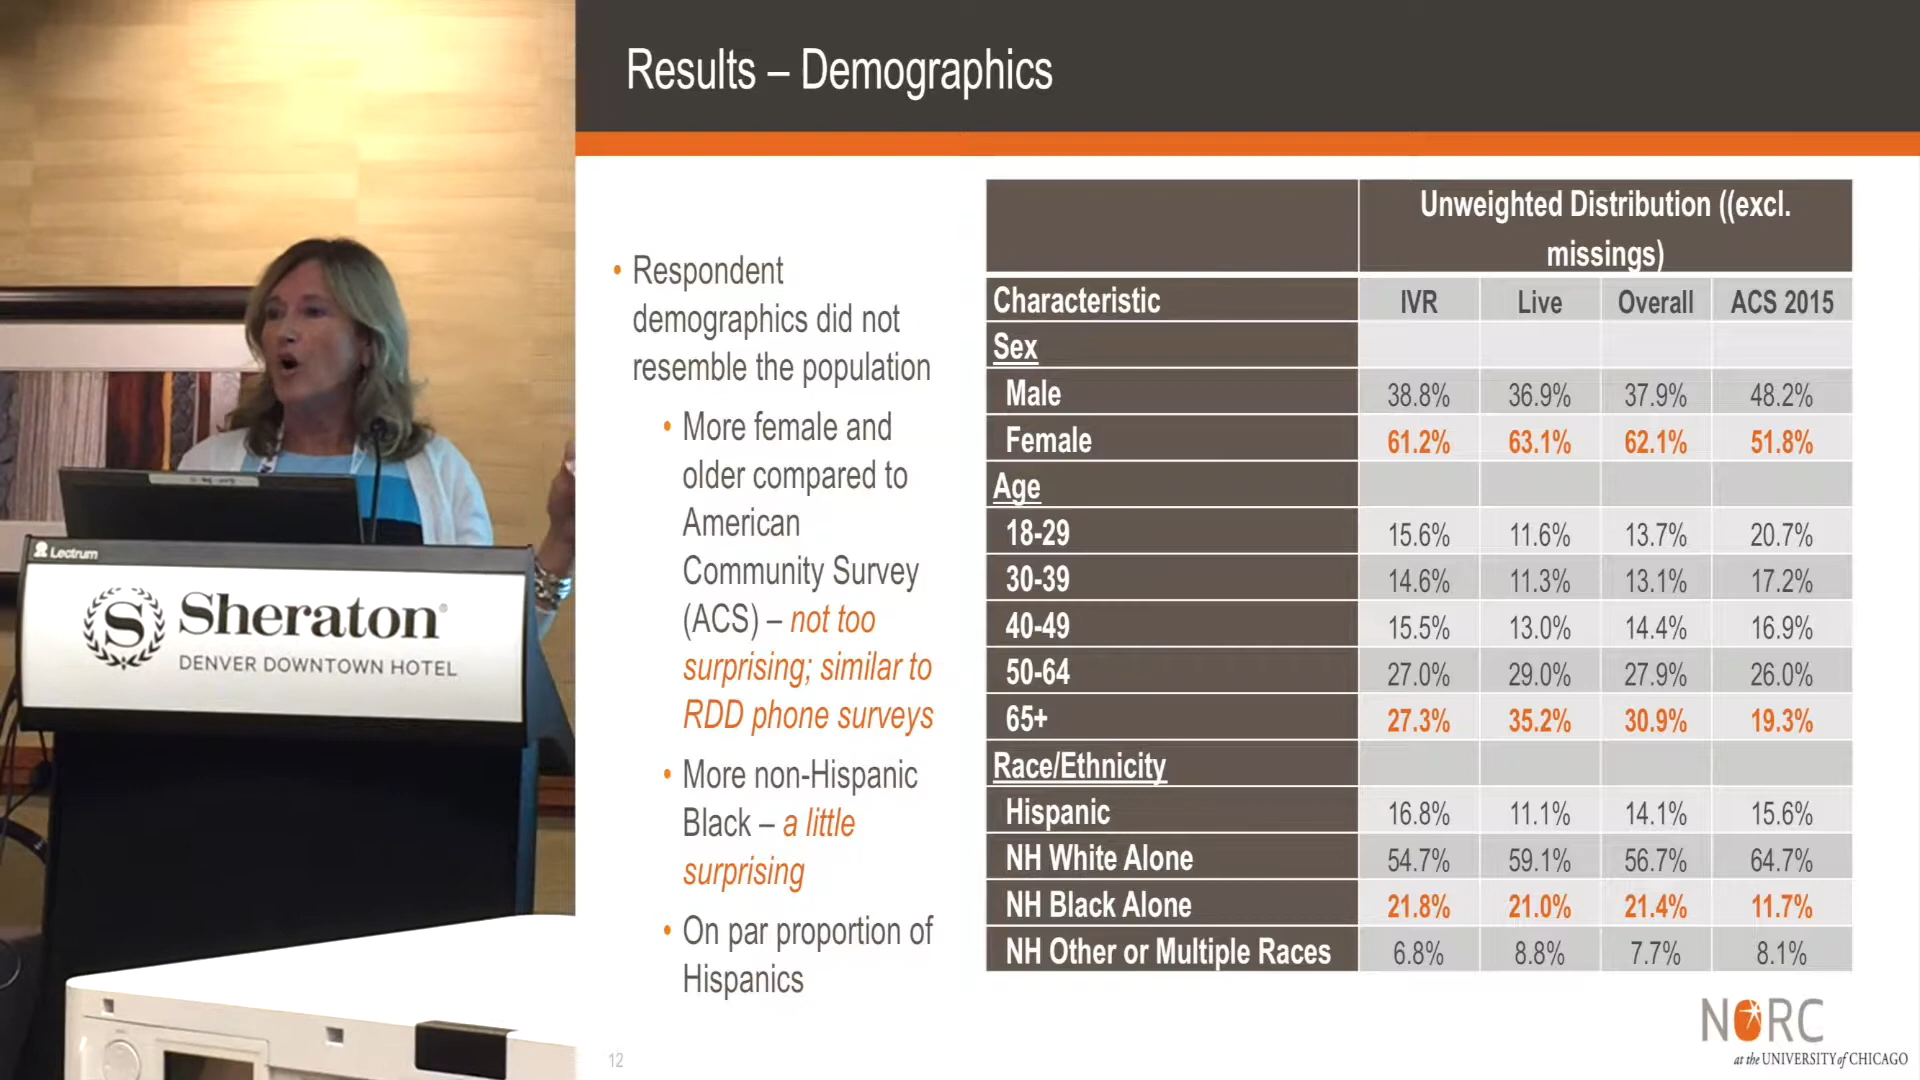 Results – Demographics
• Respondent
demographics did not
resemble the population
• More female and
older compared to
American
Community Survey
(ACS) – not too
surprising; similar to
RDD phone surveys
• More non-Hispanic
Black – a little
surprising
• On par proportion of
Hispanics
Unweighted Distribution ((excl.
missings)
Characteristic IVR Live Overall ACS 2015
Sex
Male 38.8% 36.9% 37.9% 48.2%
Female 61.2% 63.1% 62.1% 51.8%
Age
18-29 15.6% 11.6% 13.7% 20.7%
30-39 14.6% 11.3% 13.1% 17.2%
40-49 15.5% 13.0% 14.4% 16.9%
50-64 27.0% 29.0% 27.9% 26.0%
65+ 27.3% 35.2% 30.9% 19.3%
Race/Ethnicity
Hispanic 16.8% 11.1% 14.1% 15.6%
NH White Alone 54.7% 59.1% 56.7% 64.7%
NH Black Alone 21.8% 21.0% 21.4% 11.7%
NH Other or Multiple Races 6.8% 8.8% 7.7% 8.1%
12
NORC
at the UNIVERSITY of CHICAGO
Lectrum
S Sheraton®
DENVER DOWNTOWN HOTEL